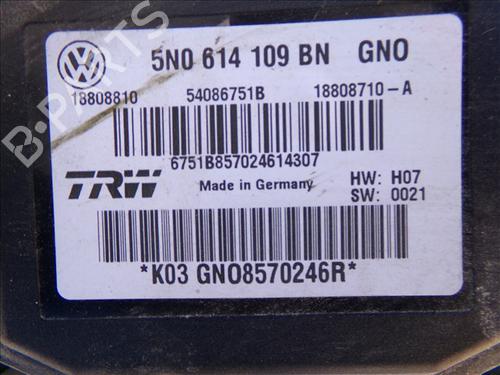 5N0 614 109 BN GNO
18808810 54086751B 18808710-A
6751B857024614307
TRW Made in Germany HW: H07
SW: 0021
*K03 GNO8570246R*
B-PARTS